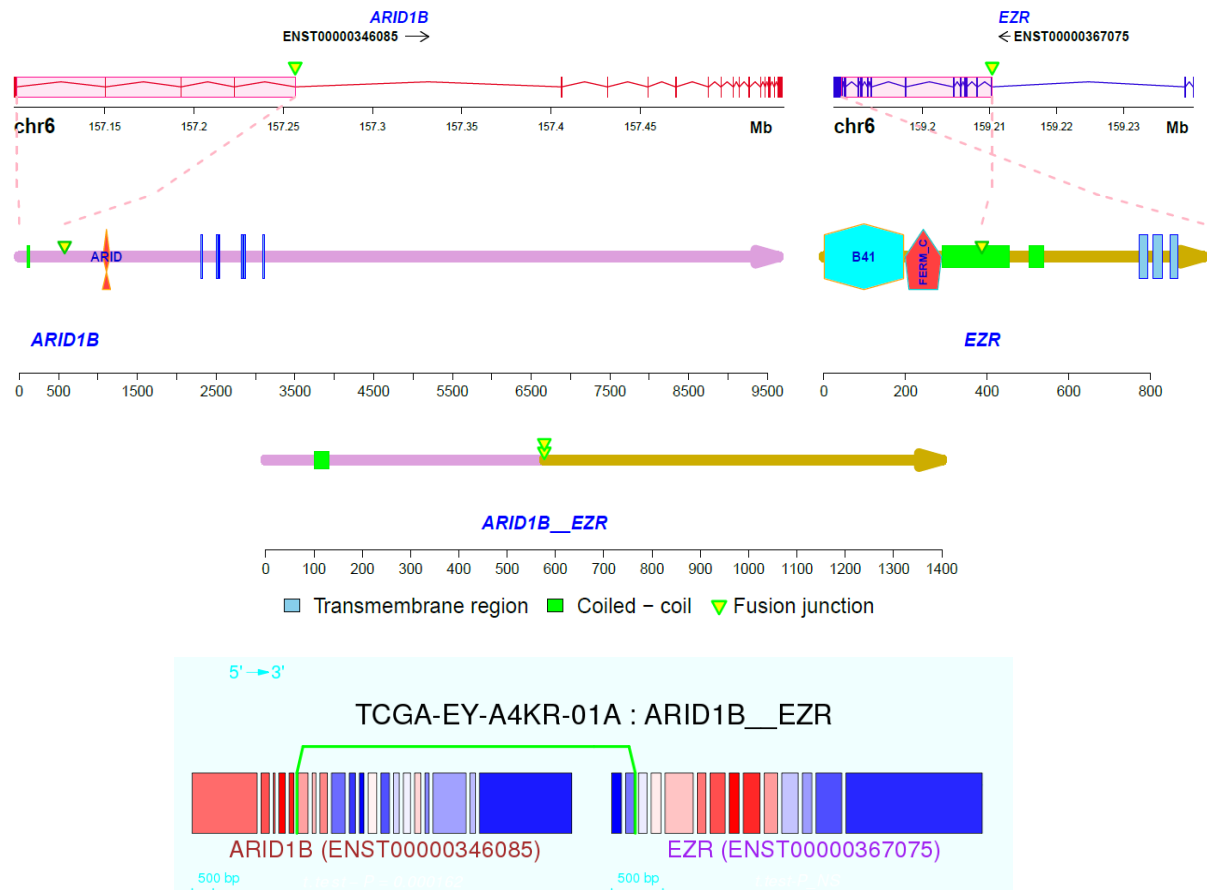 ARID1B
ENST00000346085
EZR
ENST00000367075
chr6 157.15 157.2 157.25 157.3 157.35 157.4 157.45 Mb
chr6 159.2 159.21 159.22 159.23 Mb
ARID
B41
FERM_C
ARID1B
EZR
0 500 1500 2500 3500 4500 5500 6500 7500 8500 9500
0 200 400 600 800
ARID1B__EZR
0 100 200 300 400 500 600 700 800 900 1000 1100 1200 1300 1400
Transmembrane region Coiled − coil Fusion junction
5' 3'
TCGA-EY-A4KR-01A : ARID1B__EZR
ARID1B (ENST00000346085)
EZR (ENST00000367075)
500 bp
500 bp